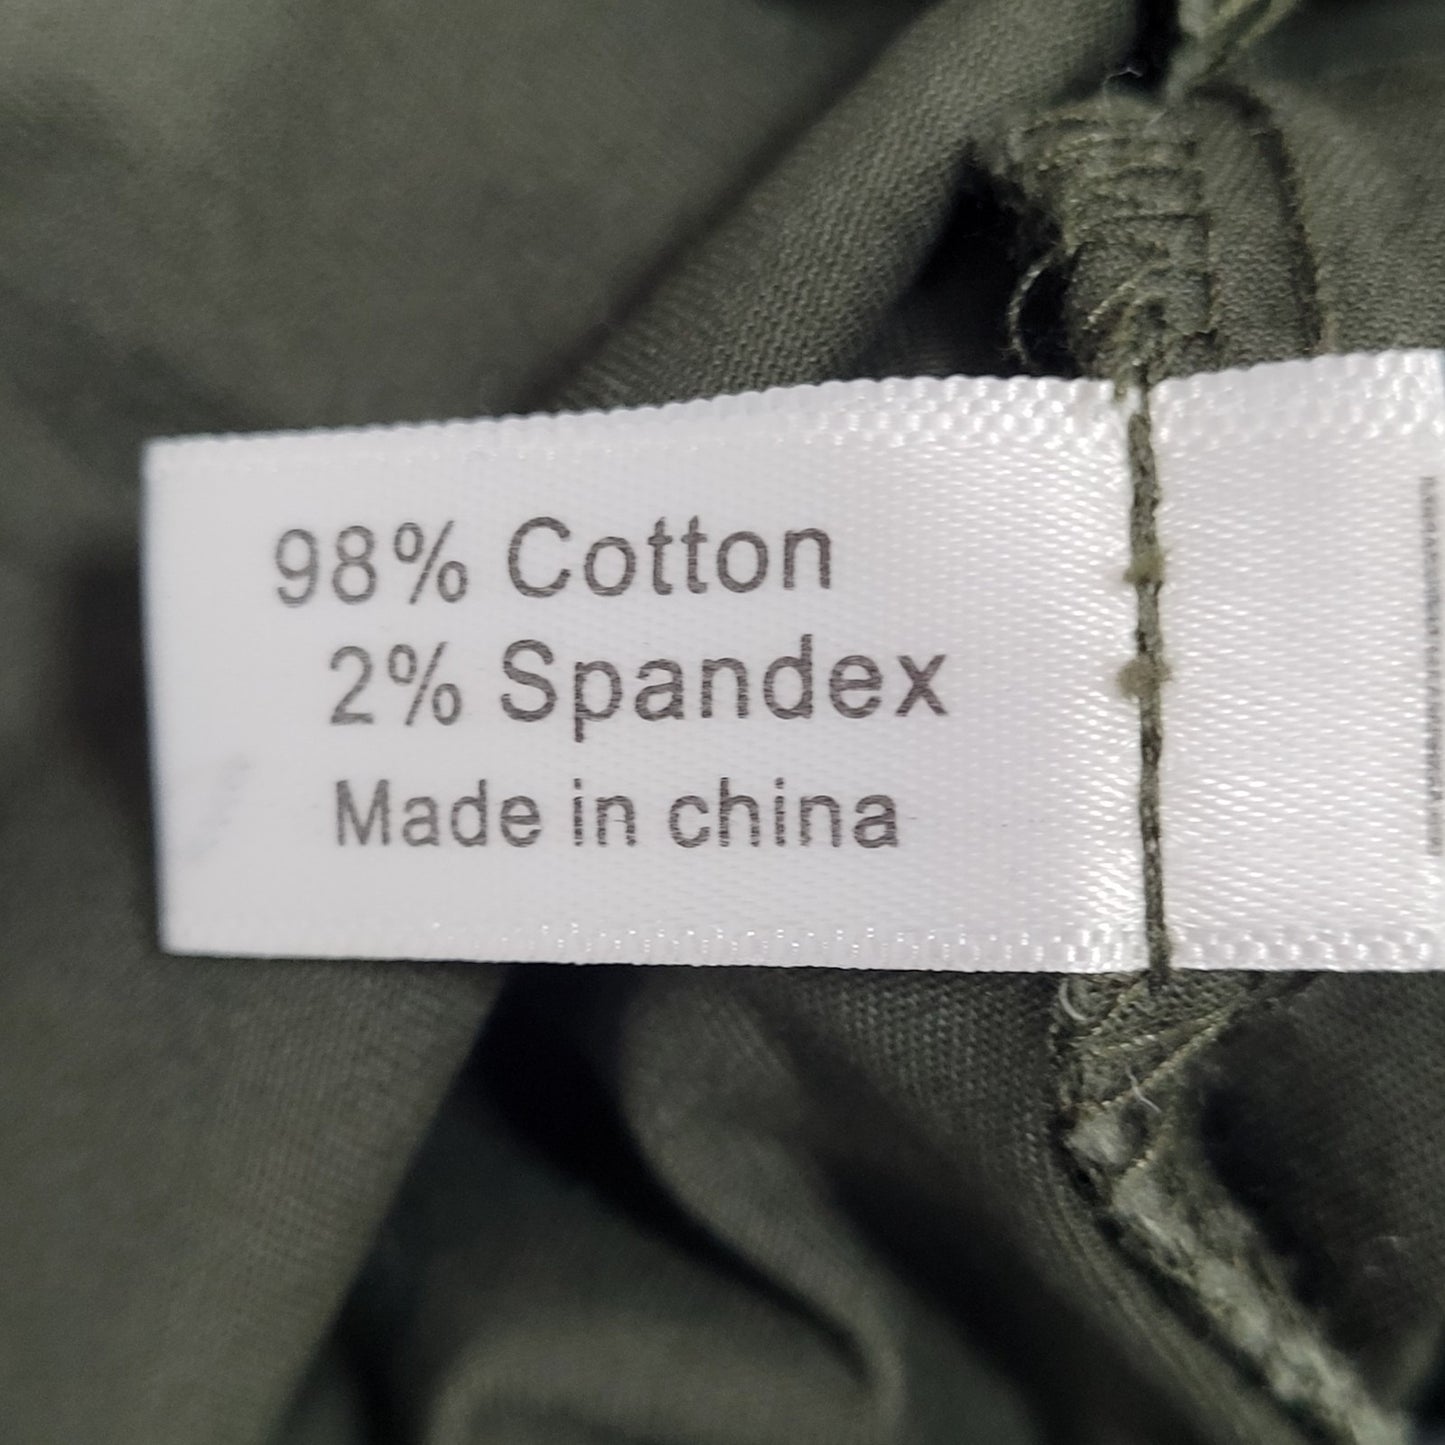 98% Cotton
2% Spandex
Made in china